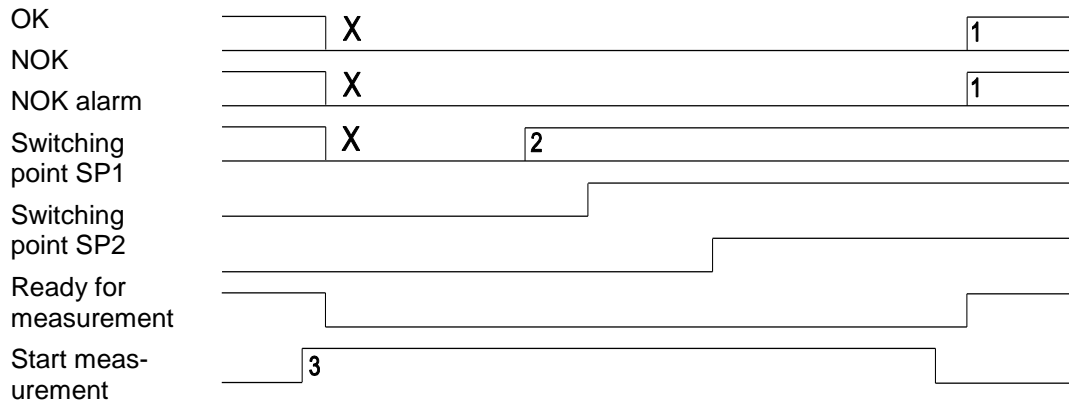 OK
X
1
NOK
X
1
NOK alarm
X
2
Switching
point SP1
Switching
point SP2
Ready for
measurement
Start meas-
urement
3